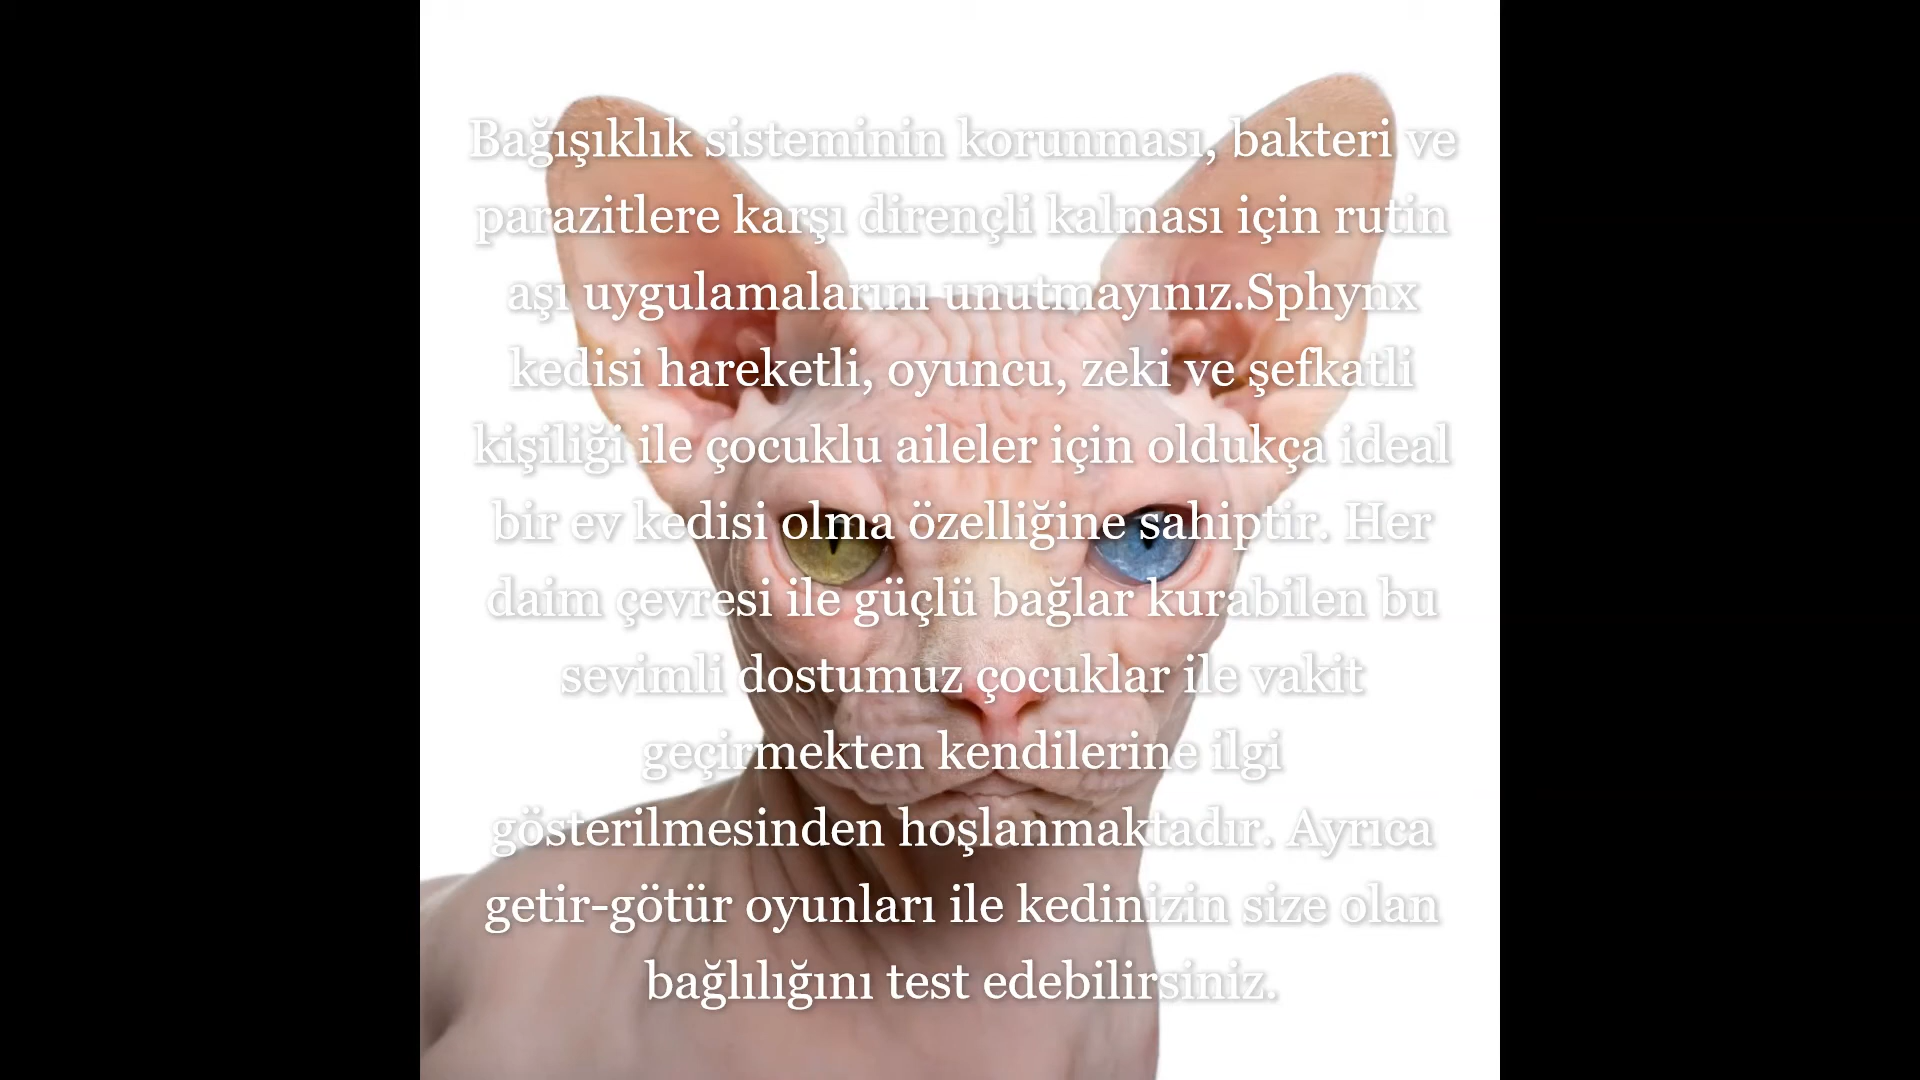 Bağışıklık sisteminin korunması, bakteri ve
parazitlere karşı dirençli kalması için rutin
aşı uygulamalarını unutmayınız.Sphynx
kedisi hareketli, oyuncu, zeki ve şefkatli
kişiliği ile çocuklu aileler için oldukça ideal
bir ev kedisi olma özelliğine sahiptir. Her
daim çevresi ile güçlü bağlar kurabilen bu
sevimli dostumuz çocuklar ile vakit
geçirmekten kendilerine ilgi
gösterilmesinden hoşlanmaktadır. Ayrıca
getir-götür oyunları ile kedinizin size olan
bağlılığını test edebilirsiniz.